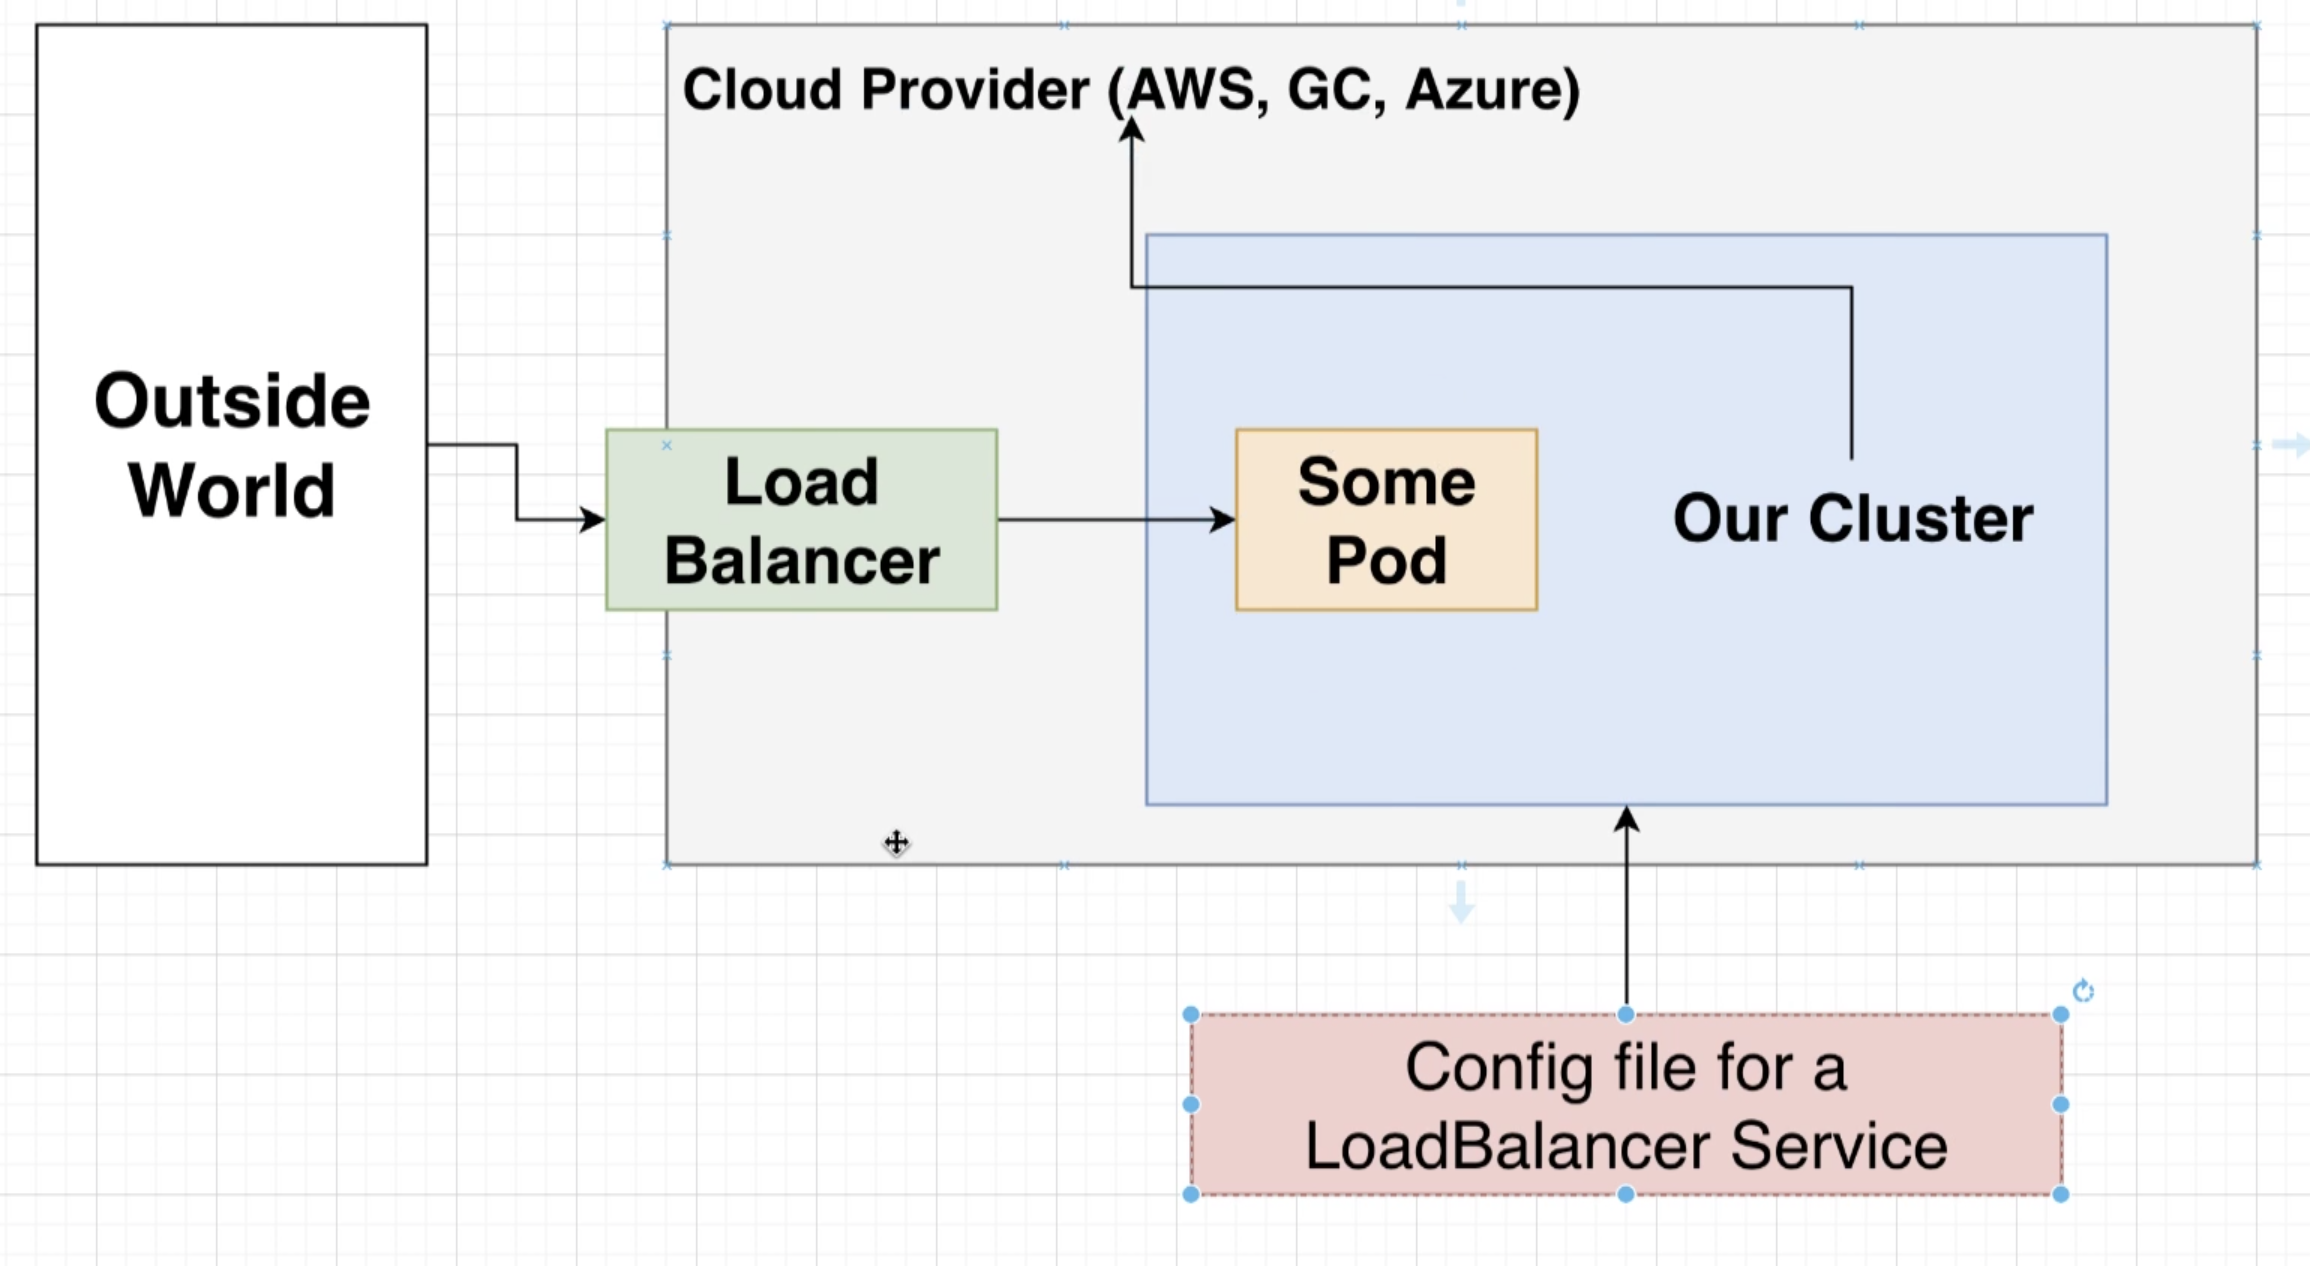 Cloud Provider (AWS, GC, Azure)
Outside
World
Load
Balancer
Some
Pod
Our Cluster
Config file for a
LoadBalancer Service